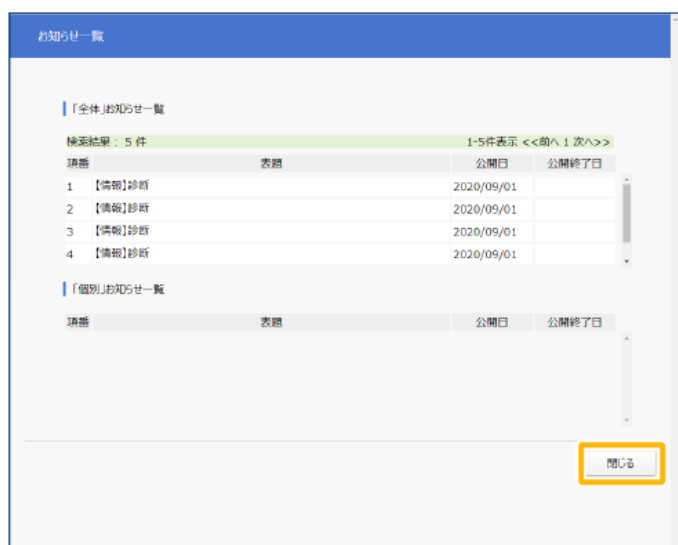 お知らせ一覧
「全体」お知らせ一覧
検索結果： 5 件 1-5件表示 <<前へ 1 次へ>>
項番 表題 公開日 公開終了日
1 【情報】診断 2020/09/01
2 【情報】診断 2020/09/01
3 【情報】診断 2020/09/01
4 【情報】診断 2020/09/01
「個別」お知らせ一覧
項番 表題 公開日 公開終了日
閉じる